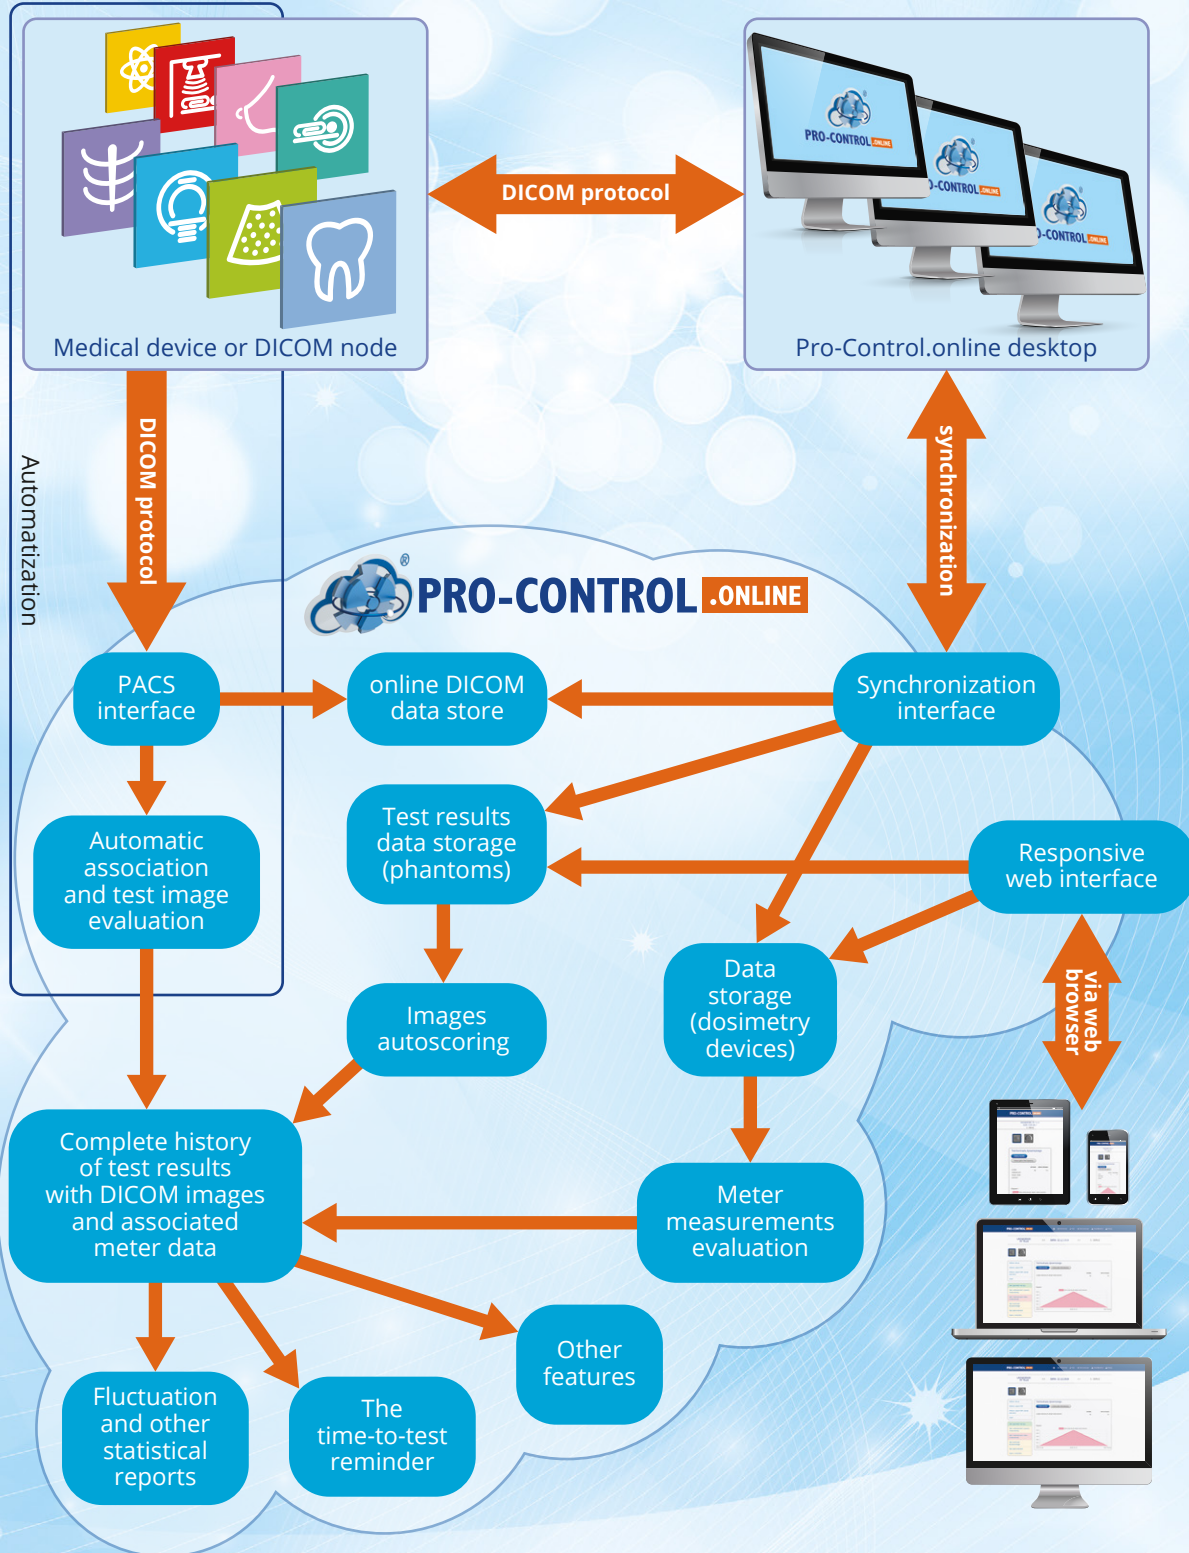 PRO-CONTROL .ONLINE
O-CONTROL .ONLINE
O-CONTROL .ONLINE
DICOM protocol
Medical device or DICOM node
Pro-Control.online desktop
DICOM protocol
synchronization
Automatization
®
PRO-CONTROL .ONLINE
PACS
interface
online DICOM
data store
Synchronization
interface
Test results
data storage
(phantoms)
Automatic
association
and test image
evaluation
Responsive
web interface
Data
storage
(dosimetry
devices)
via web
browser
Images
autoscoring
Complete history
of test results
with DICOM images
and associated
meter data
Meter
measurements
evaluation
Other
features
Fluctuation
and other
statistical
reports
The
time-to-test
reminder